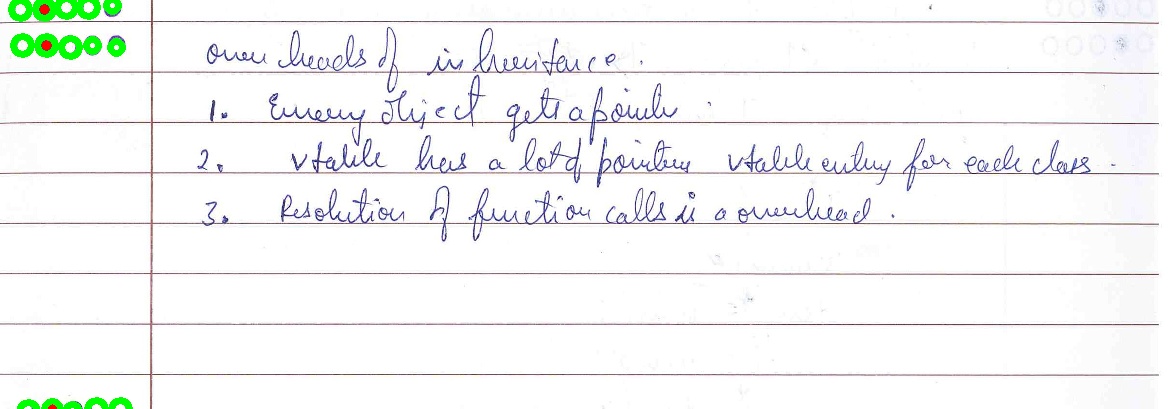 over heads of inheritance.
1. Every object gets a pointer
2. vtable has a lot of pointers vtable entry for each class.
3. Resolution of function calls is a overhead.